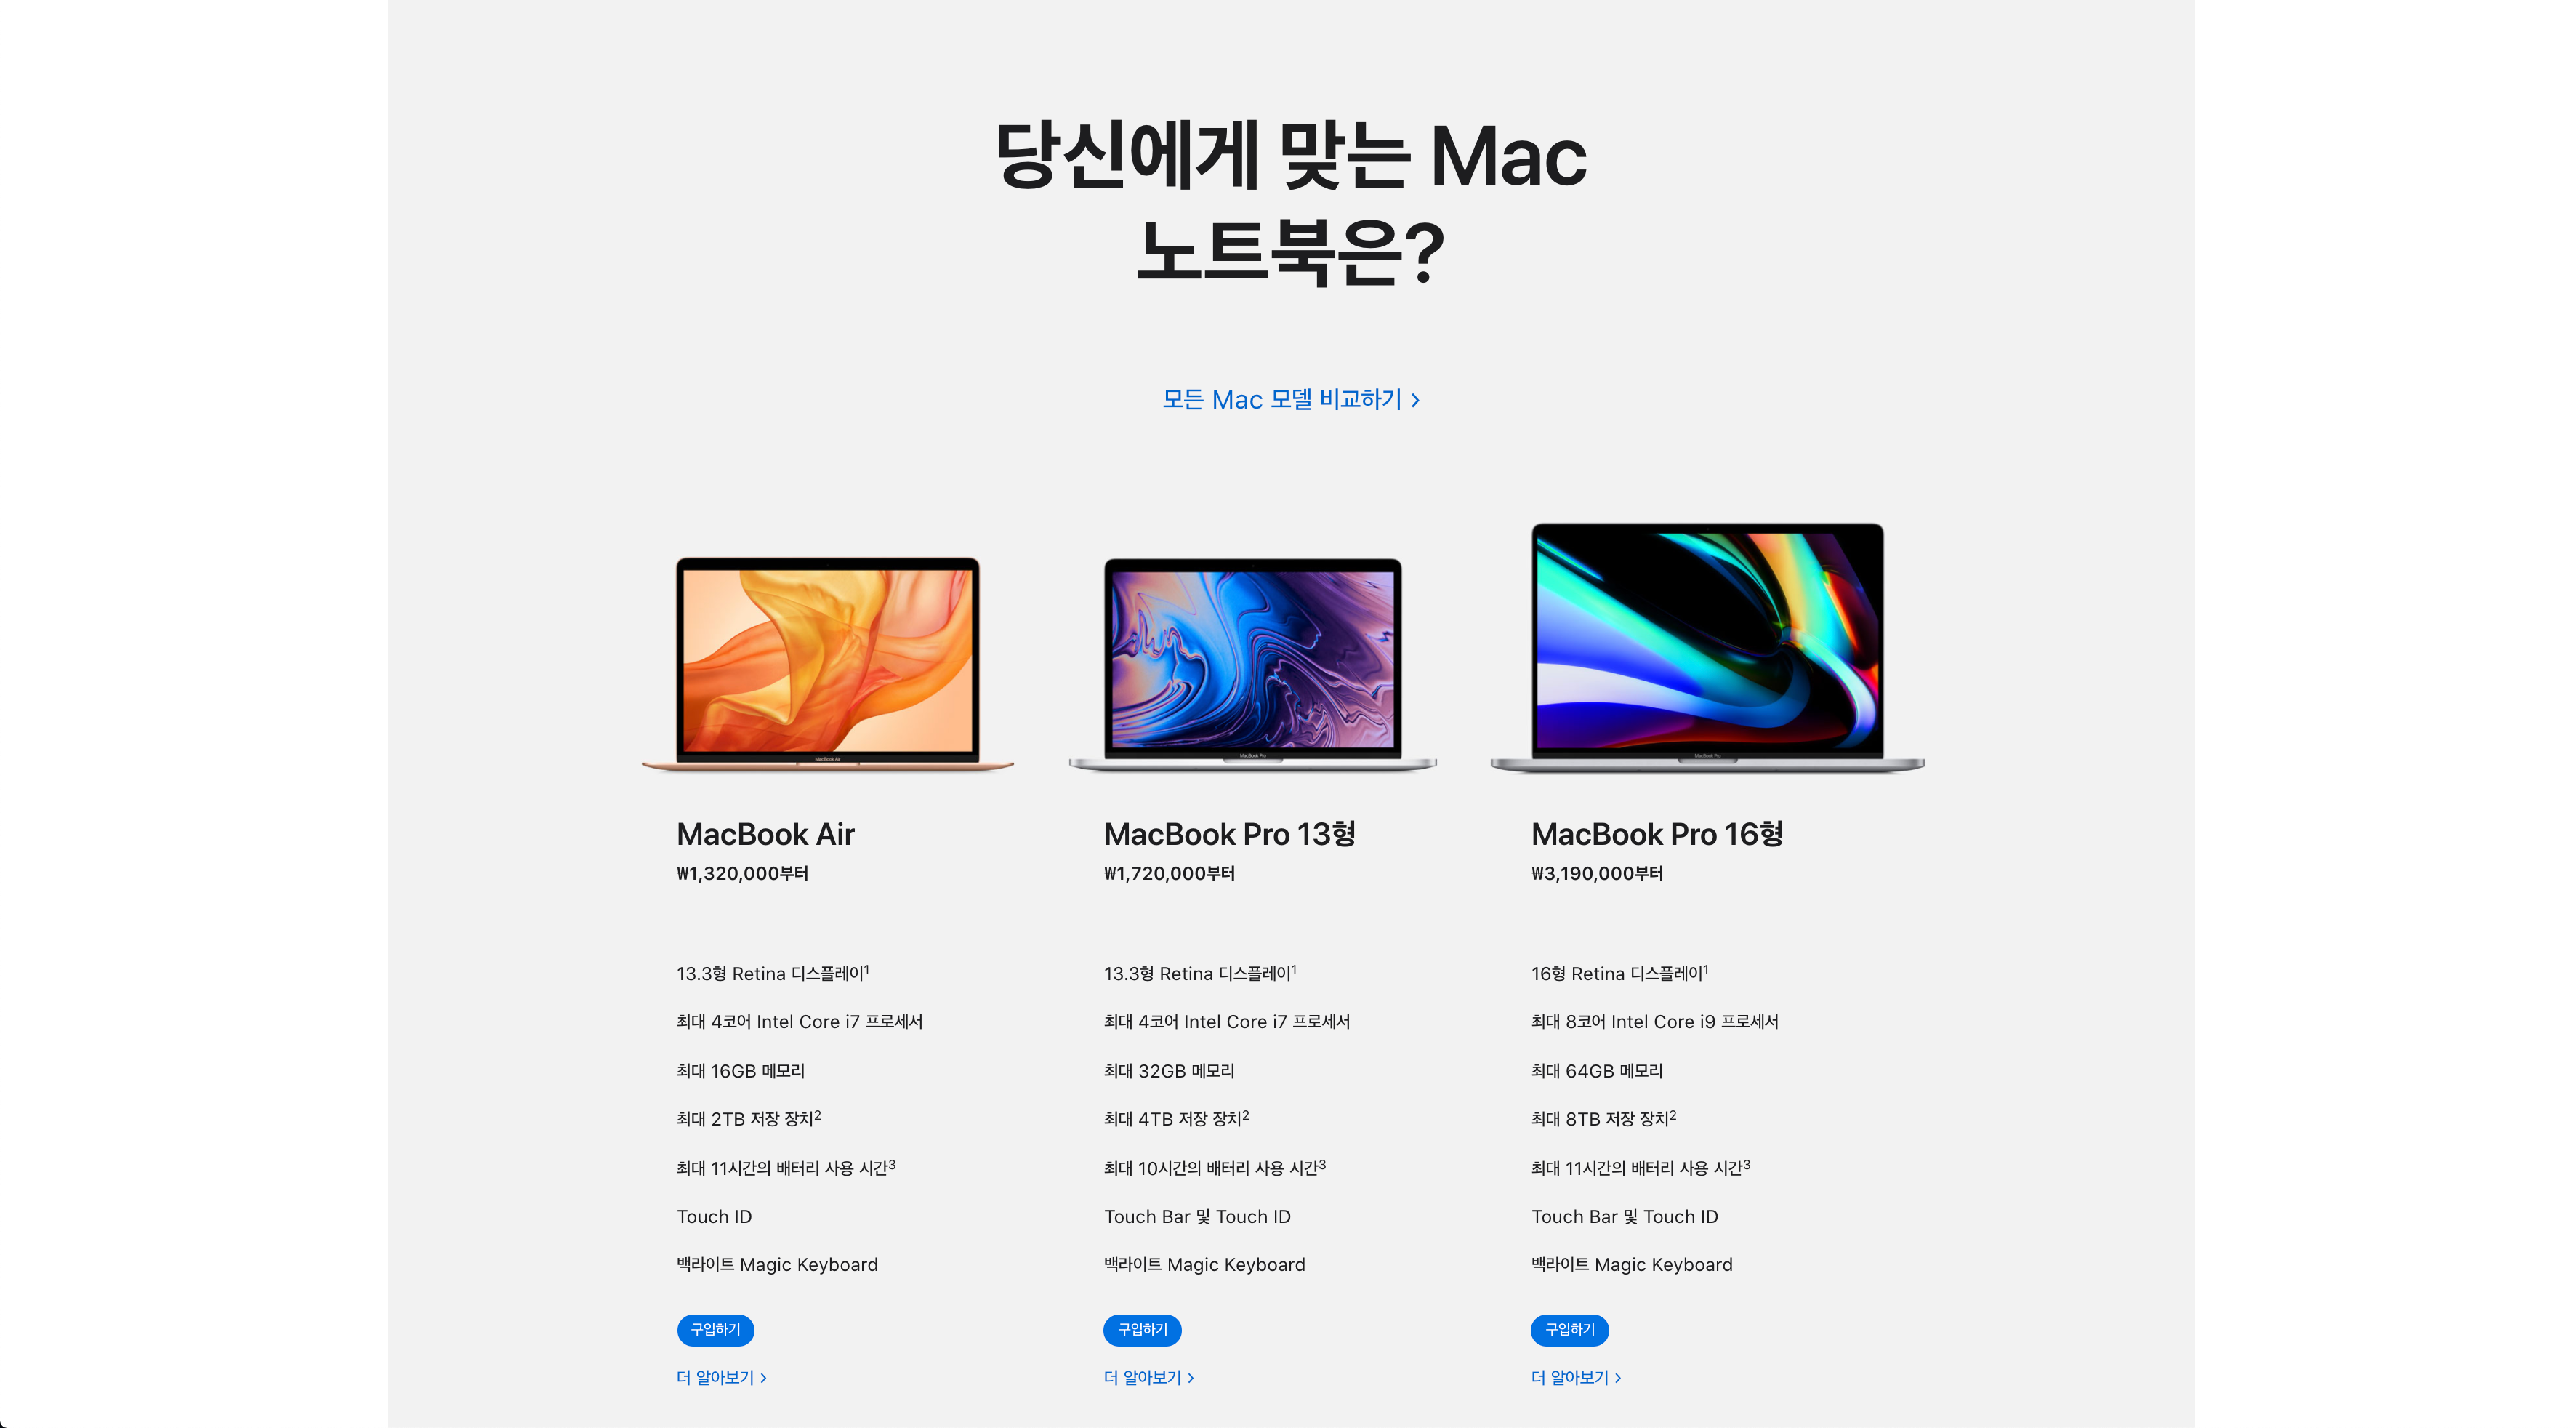 당신에게 맞는 Mac
노트북은?
모든 Mac 모델 비교하기 >
MacBook Air
MacBook Pro
MacBook Pro
MacBook Air
₩1,320,000부터
13.3형 Retina 디스플레이1
최대 4코어 Intel Core i7 프로세서
최대 16GB 메모리
최대 2TB 저장 장치2
최대 11시간의 배터리 사용 시간3
Touch ID
백라이트 Magic Keyboard
구입하기
더 알아보기 >
MacBook Pro 13형
₩1,720,000부터
13.3형 Retina 디스플레이1
최대 4코어 Intel Core i7 프로세서
최대 32GB 메모리
최대 4TB 저장 장치2
최대 10시간의 배터리 사용 시간3
Touch Bar 및 Touch ID
백라이트 Magic Keyboard
구입하기
더 알아보기 >
MacBook Pro 16형
₩3,190,000부터
16형 Retina 디스플레이1
최대 8코어 Intel Core i9 프로세서
최대 64GB 메모리
최대 8TB 저장 장치2
최대 11시간의 배터리 사용 시간3
Touch Bar 및 Touch ID
백라이트 Magic Keyboard
구입하기
더 알아보기 >